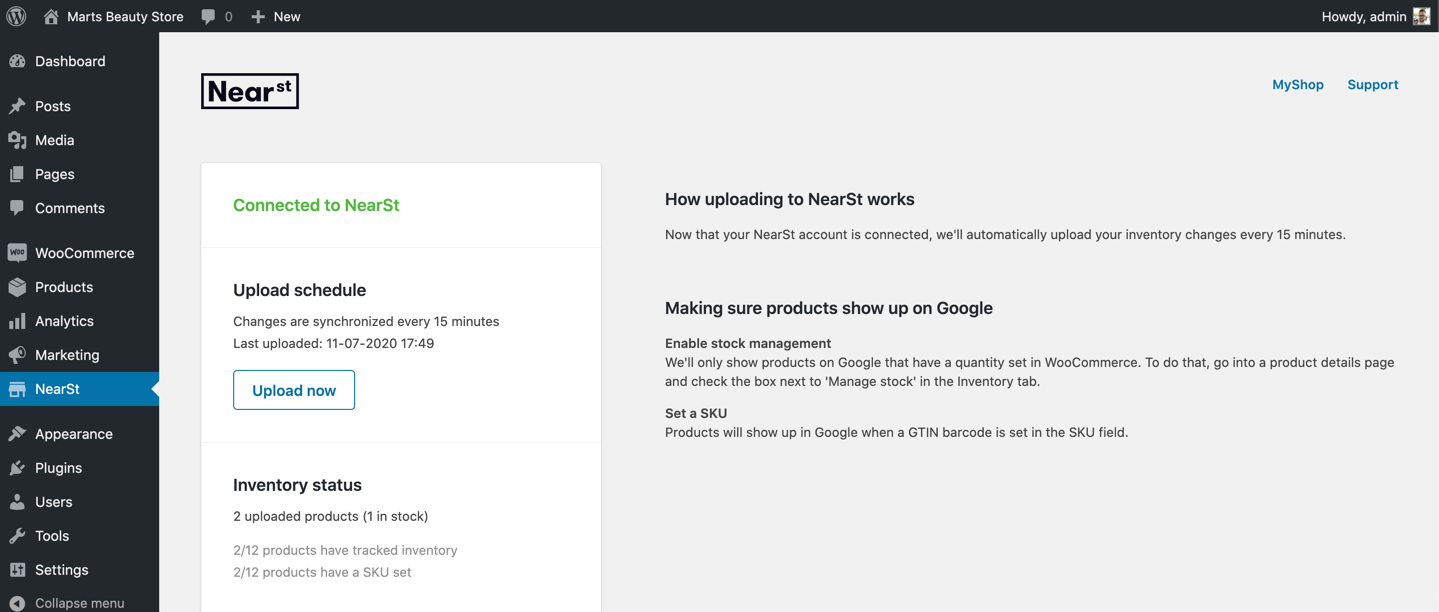 Marts Beauty Store 0 New Howdy, admin
Dashboard
Posts
Media
Pages
Comments
WOO WooCommerce
Products
Analytics
Marketing
NearSt
Appearance
Plugins
Users
Tools
Settings
Collapse menu
Near st
MyShop Support
Connected to NearSt
Upload schedule
Changes are synchronized every 15 minutes
Last uploaded: 11-07-2020 17:49
Upload now
Inventory status
2 uploaded products (1 in stock)
2/12 products have tracked inventory
2/12 products have a SKU set
How uploading to NearSt works
Now that your NearSt account is connected, we'll automatically upload your inventory changes every 15 minutes.
Making sure products show up on Google
Enable stock management
We'll only show products on Google that have a quantity set in WooCommerce. To do that, go into a product details page
and check the box next to 'Manage stock' in the Inventory tab.
Set a SKU
Products will show up in Google when a GTIN barcode is set in the SKU field.